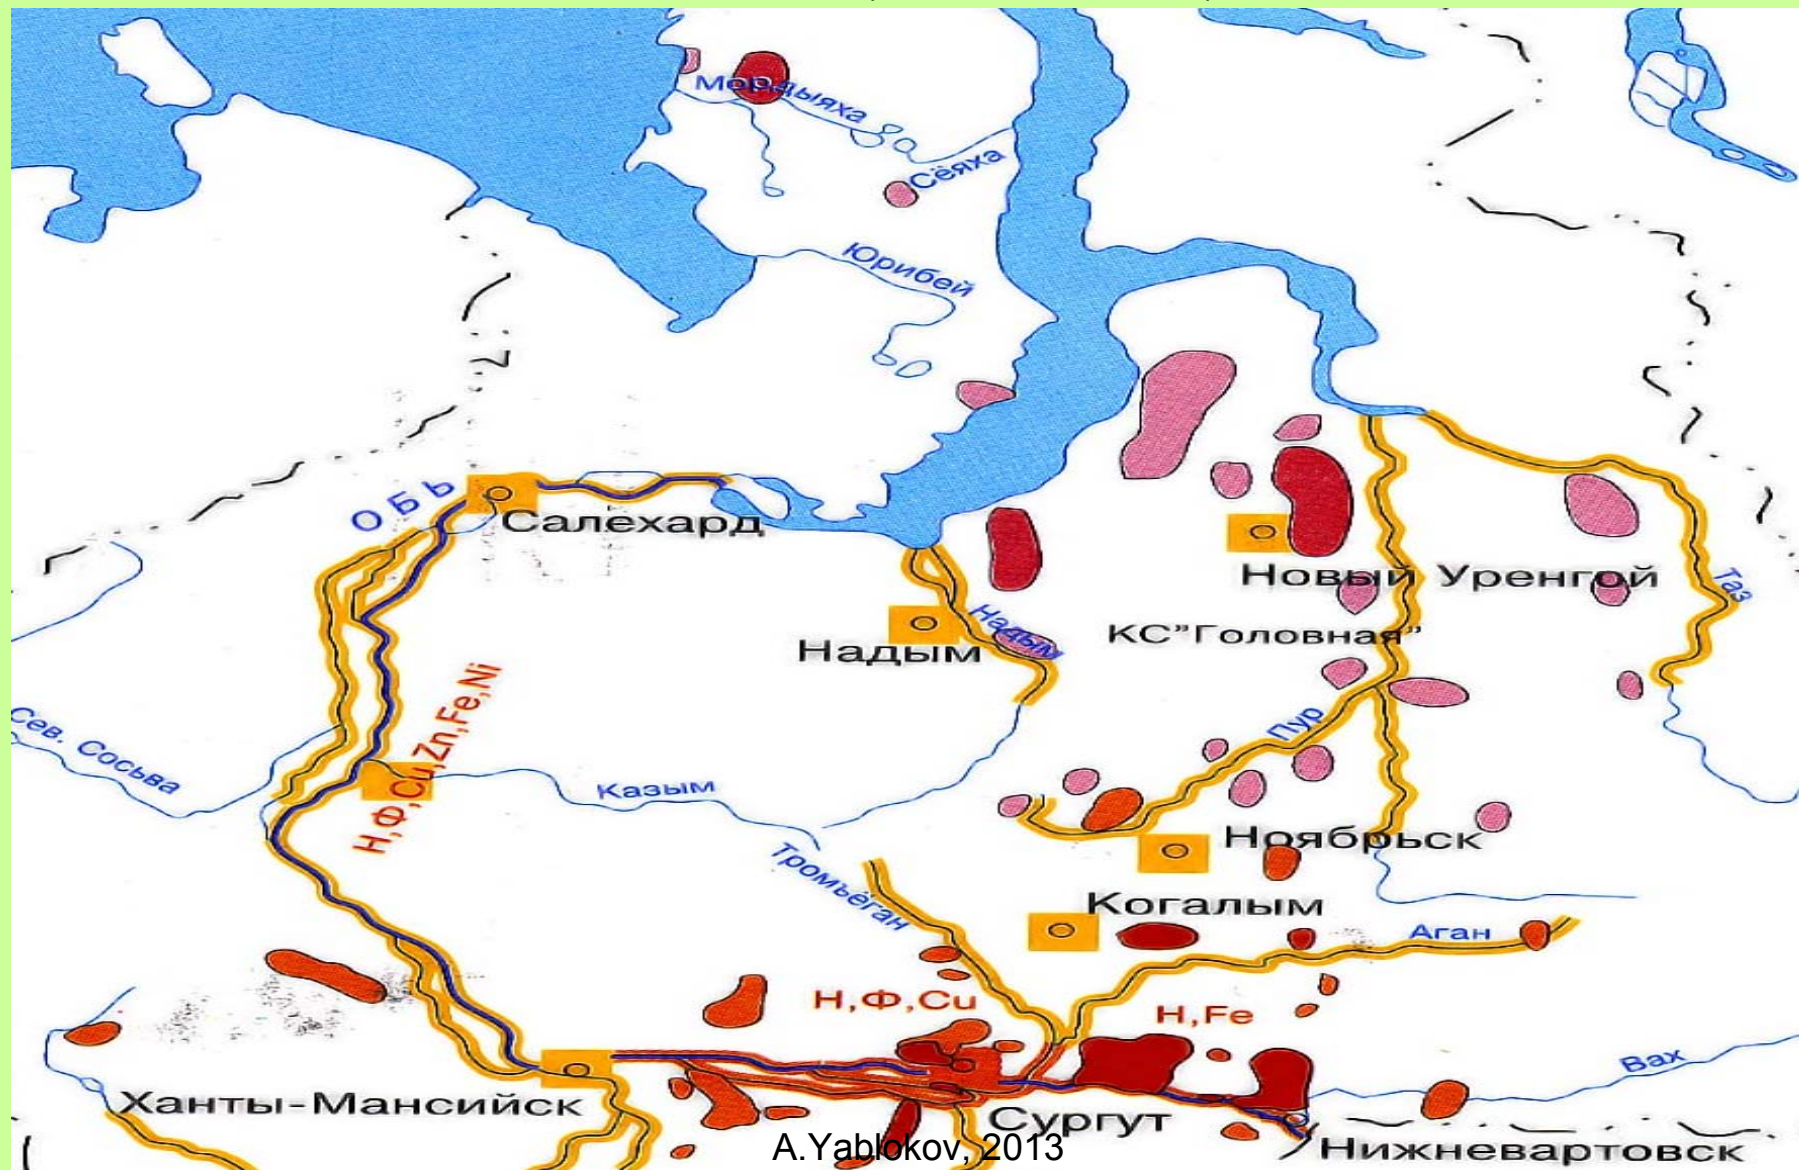 Мордыяха
Сёяха
Юрибей
ОБЬ
Салехард
Новый Уренгой
Таз
Надым
Надым
КС"Головная"
Н,Ф,Cu,Zn,Fe,Ni
Сев. Сосьва
Казым
Пур
Ноябрьск
Тромъёган
Когалым
Аган
Н,Ф,Cu
Н,Fe
Вах
Ханты-Мансийск
Сургут
Нижневартовск
A.Yablokov, 2013